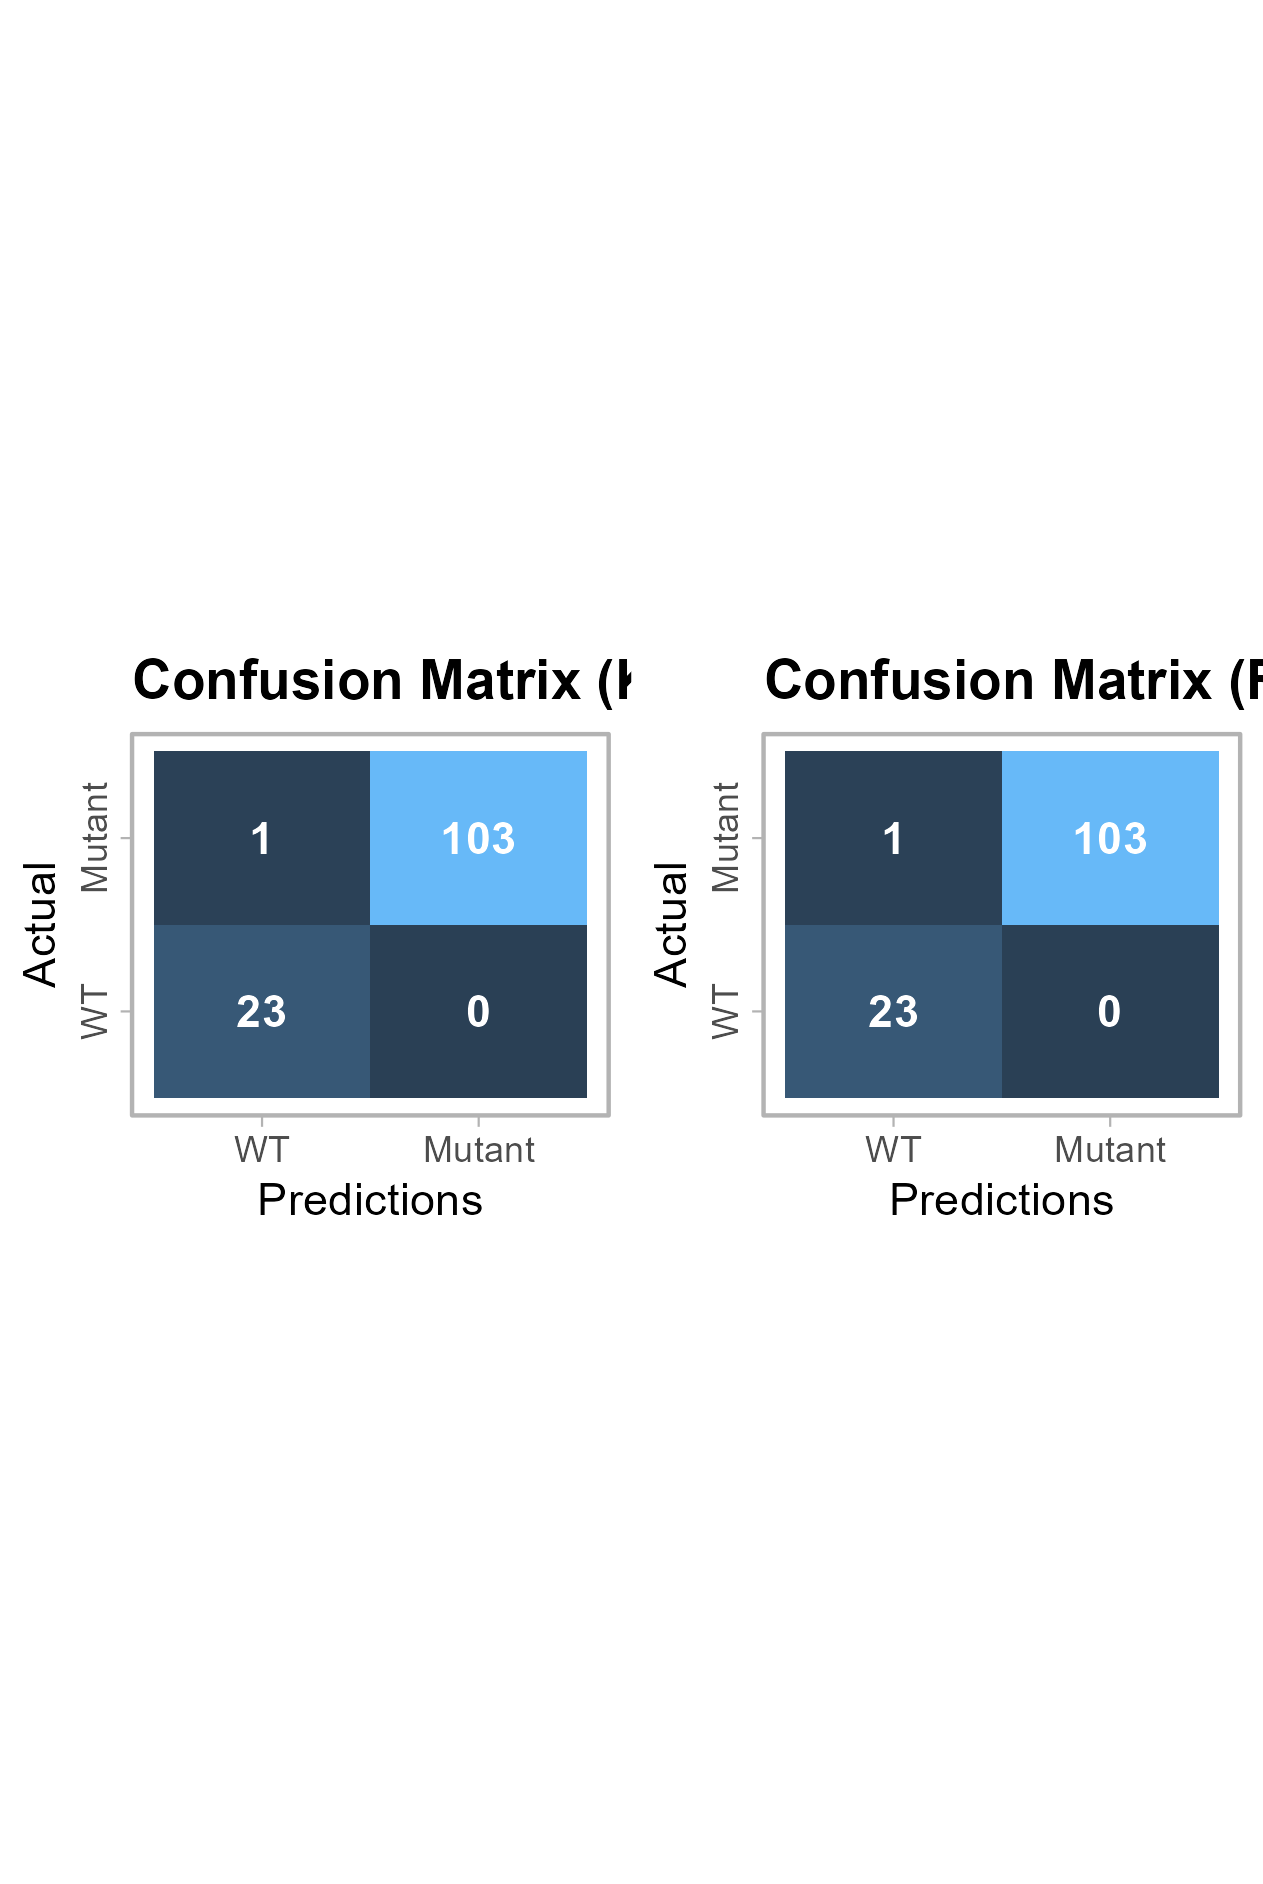 Confusion Matrix (K
Mutant
1
103
WT
23
0
WT
Mutant
Actual
Predictions
Confusion Matrix (
Mutant
1
103
WT
23
0
WT
Mutant
Actual
Predictions